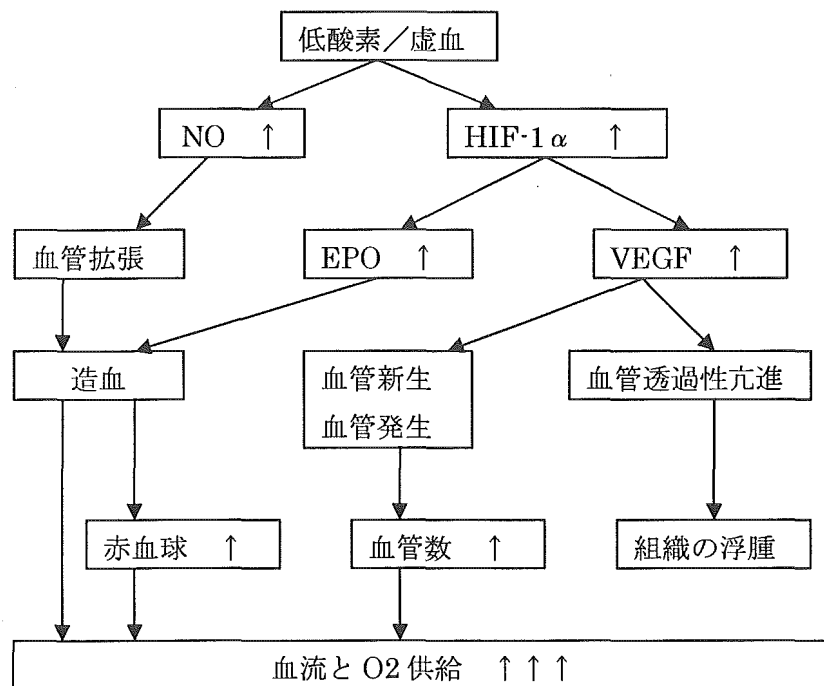 低酸素／虚血
NO ↑
HIF-1α ↑
血管拡張
EPO ↑
VEGF ↑
造血
血管新生
血管発生
血管透過性亢進
赤血球 ↑
血管数 ↑
組織の浮腫
血流と O2 供給 ↑↑↑